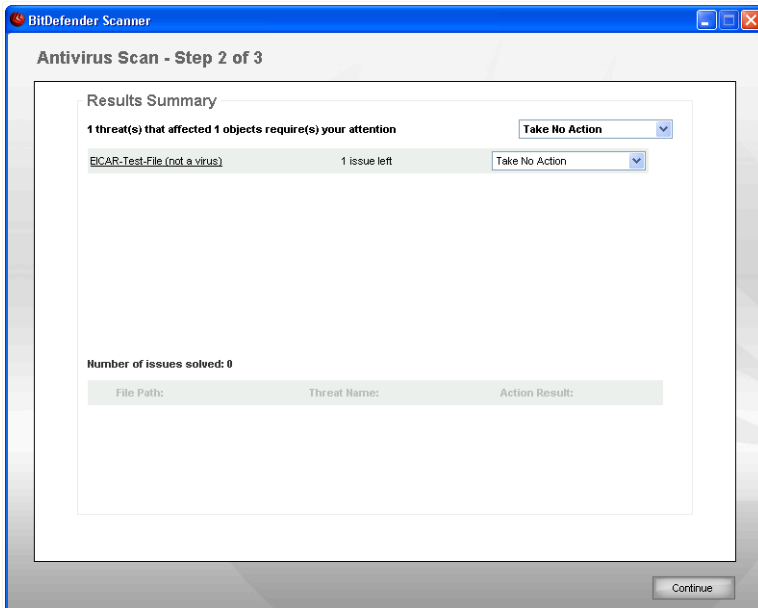 BitDefender Scanner
Antivirus Scan - Step 2 of 3
Results Summary
1 threat(s) that affected 1 objects require(s) your attention Take No Action
EICAR-Test-File (not a virus) 1 issue left Take No Action
Number of issues solved: 0
File Path: Threat Name: Action Result:
Continue